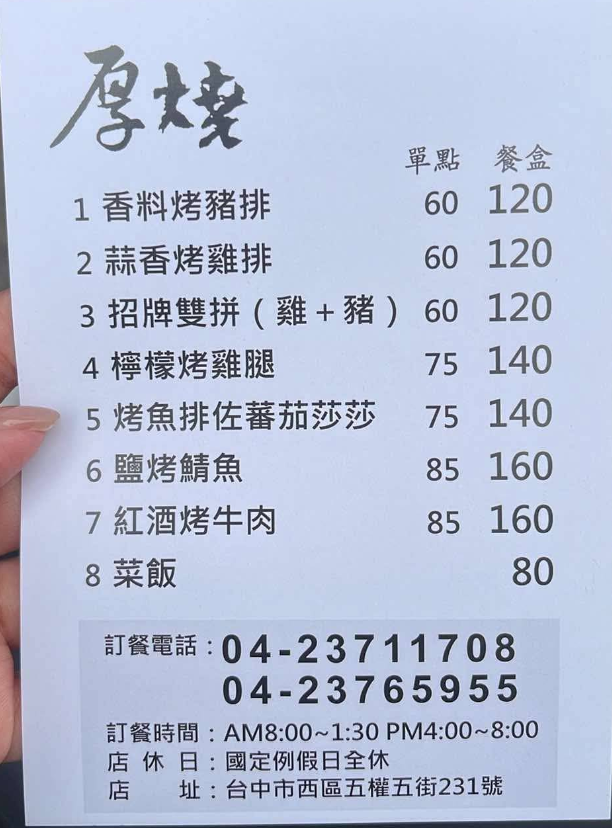 厚燒
單點 餐盒
1 香料烤豬排 60 120
2 蒜香烤雞排 60 120
3 招牌雙拼(雞+豬) 60 120
4 檸檬烤雞腿 75 140
5 烤魚排佐蕃茄莎莎 75 140
6 鹽烤鯖魚 85 160
7 紅酒烤牛肉 85 160
8 菜飯 80
訂餐電話:04-23711708
04-23765955
訂餐時間:AM8:00~1:30 PM4:00~8:00
店休日:國定例假日全休
店址:台中市西區五權五街231號